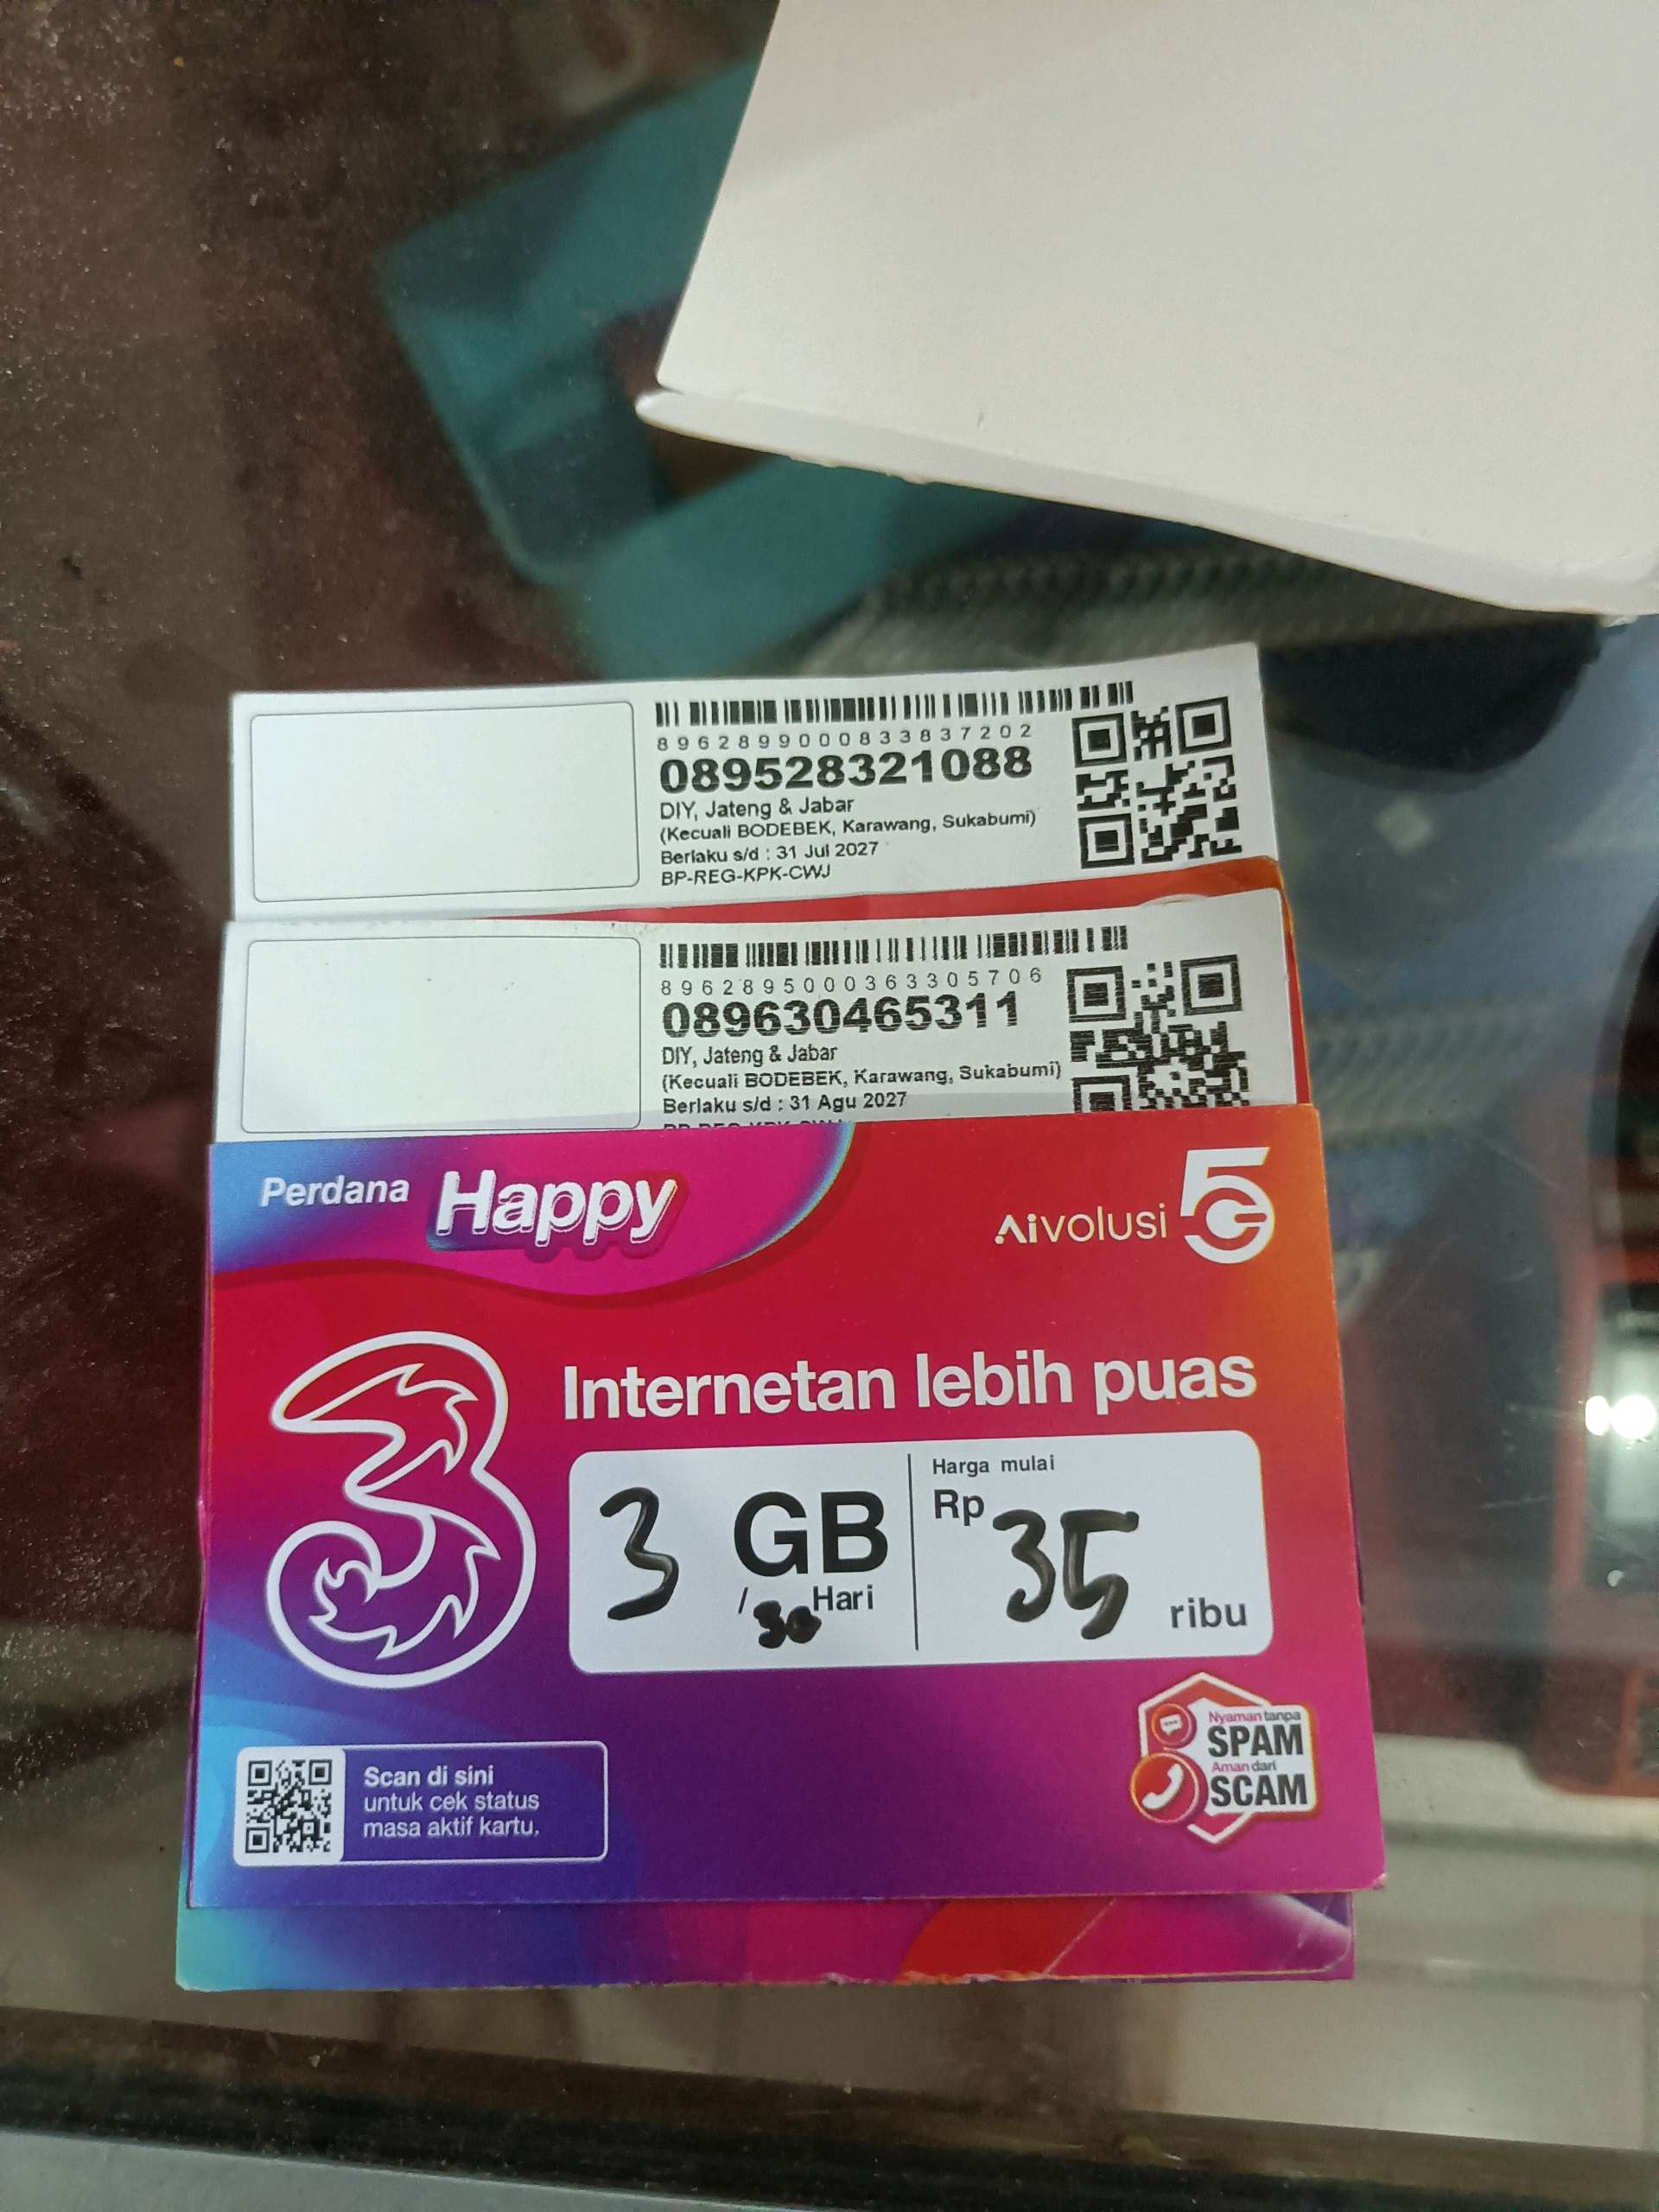 8962899000833837202
089528321088
DIY, Jateng & Jabar
(Kecuali BODEBEK, Karawang, Sukabumi)
Berlaku s/d : 31 Jul 2027
BP-REG-KPK-CWJ
8962895000363305706
089630465311
DIY, Jateng & Jabar
(Kecuali BODEBEK, Karawang, Sukabumi)
Berlaku s/d : 31 Agu 2027
Perdana Happy
Aivolusi 5G
3
Internetan lebih puas
3 GB
/30 Hari
Harga mulai
Rp 35 ribu
Scan di sini
untuk cek status
masa aktif kartu.
Nyaman tanpa
SPAM
Aman dari
SCAM